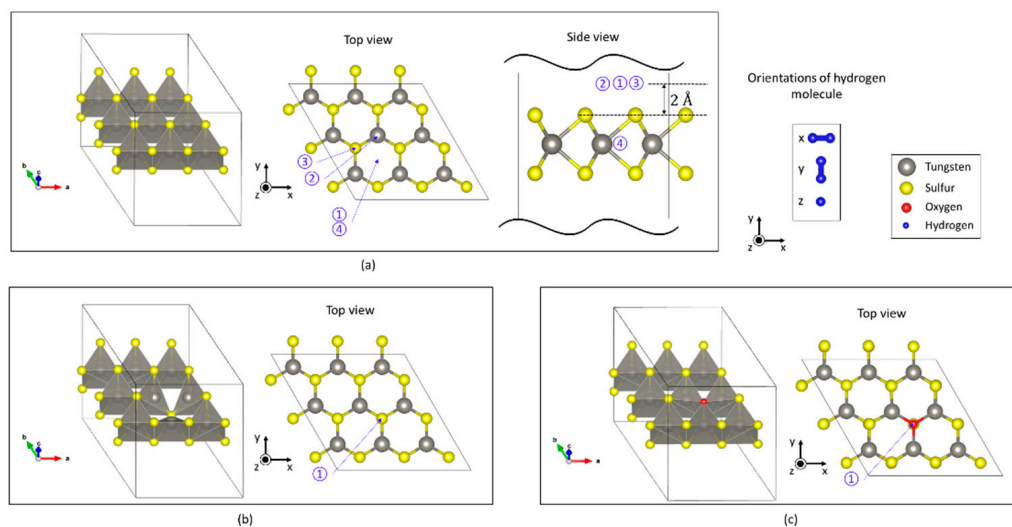 Top view
Side view
② ① ③
2 Å
④
③
②
①
④
b
c
a
y
z
x
(a)
Orientations of hydrogen
molecule
x
y
z
y
z
x
Tungsten
Sulfur
Oxygen
Hydrogen
Top view
b
c
a
y
z
x
①
(b)
Top view
b
c
a
y
z
x
①
(c)